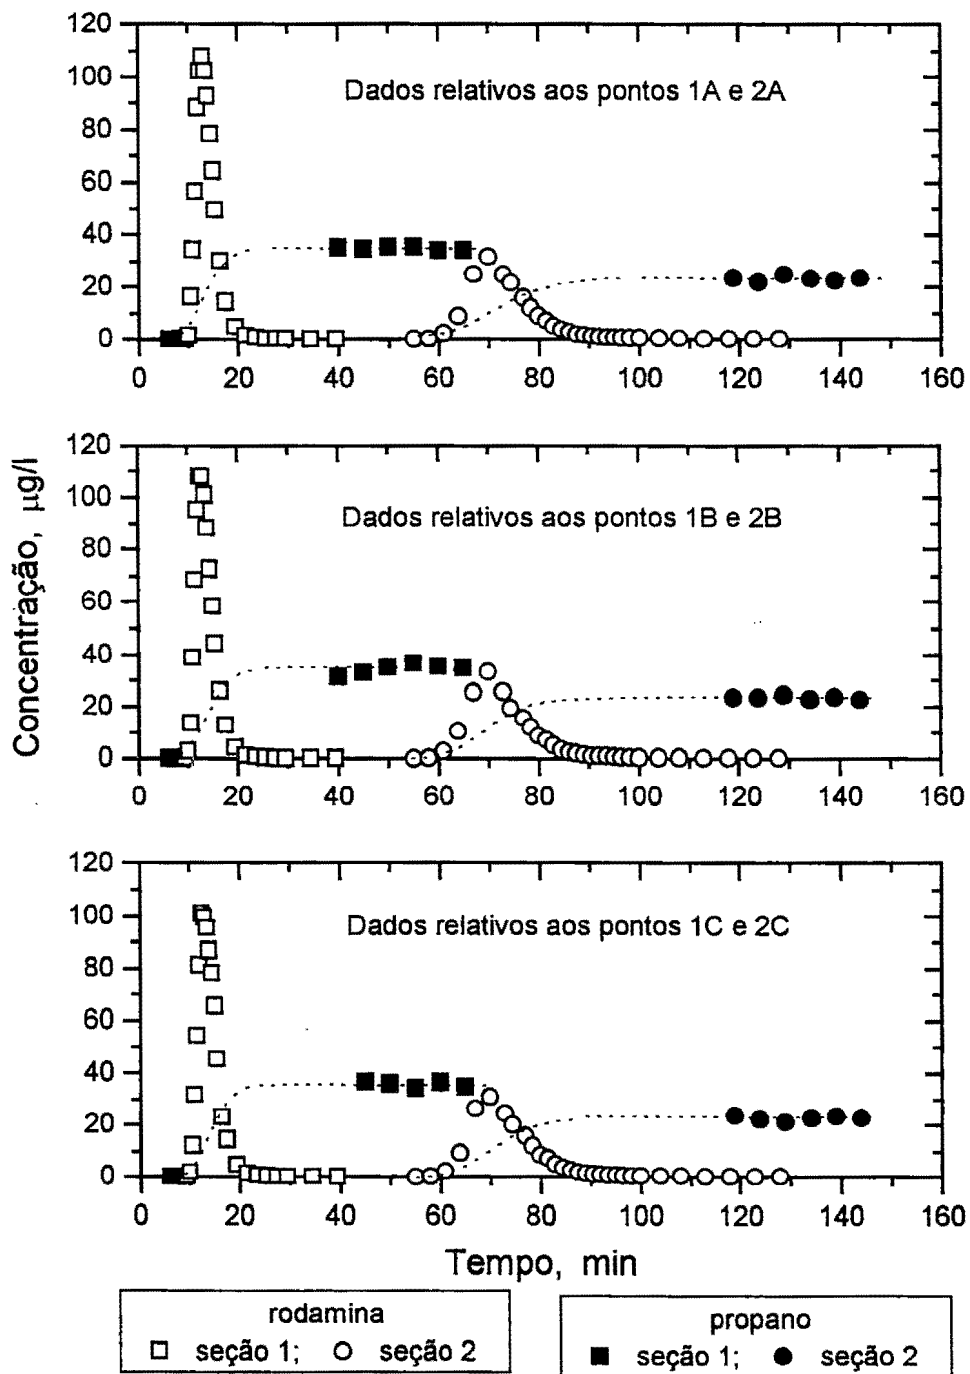 120
100
80
60
40
20
0
Dados relativos aos pontos 1A e 2A
0 20 40 60 80 100 120 140 160
120
100
80
60
40
20
0
Dados relativos aos pontos 1B e 2B
0 20 40 60 80 100 120 140 160
Concentração, μg/l
120
100
80
60
40
20
0
Dados relativos aos pontos 1C e 2C
0 20 40 60 80 100 120 140 160
Tempo, min
rodamina
seção 1; seção 2
propano
seção 1; seção 2